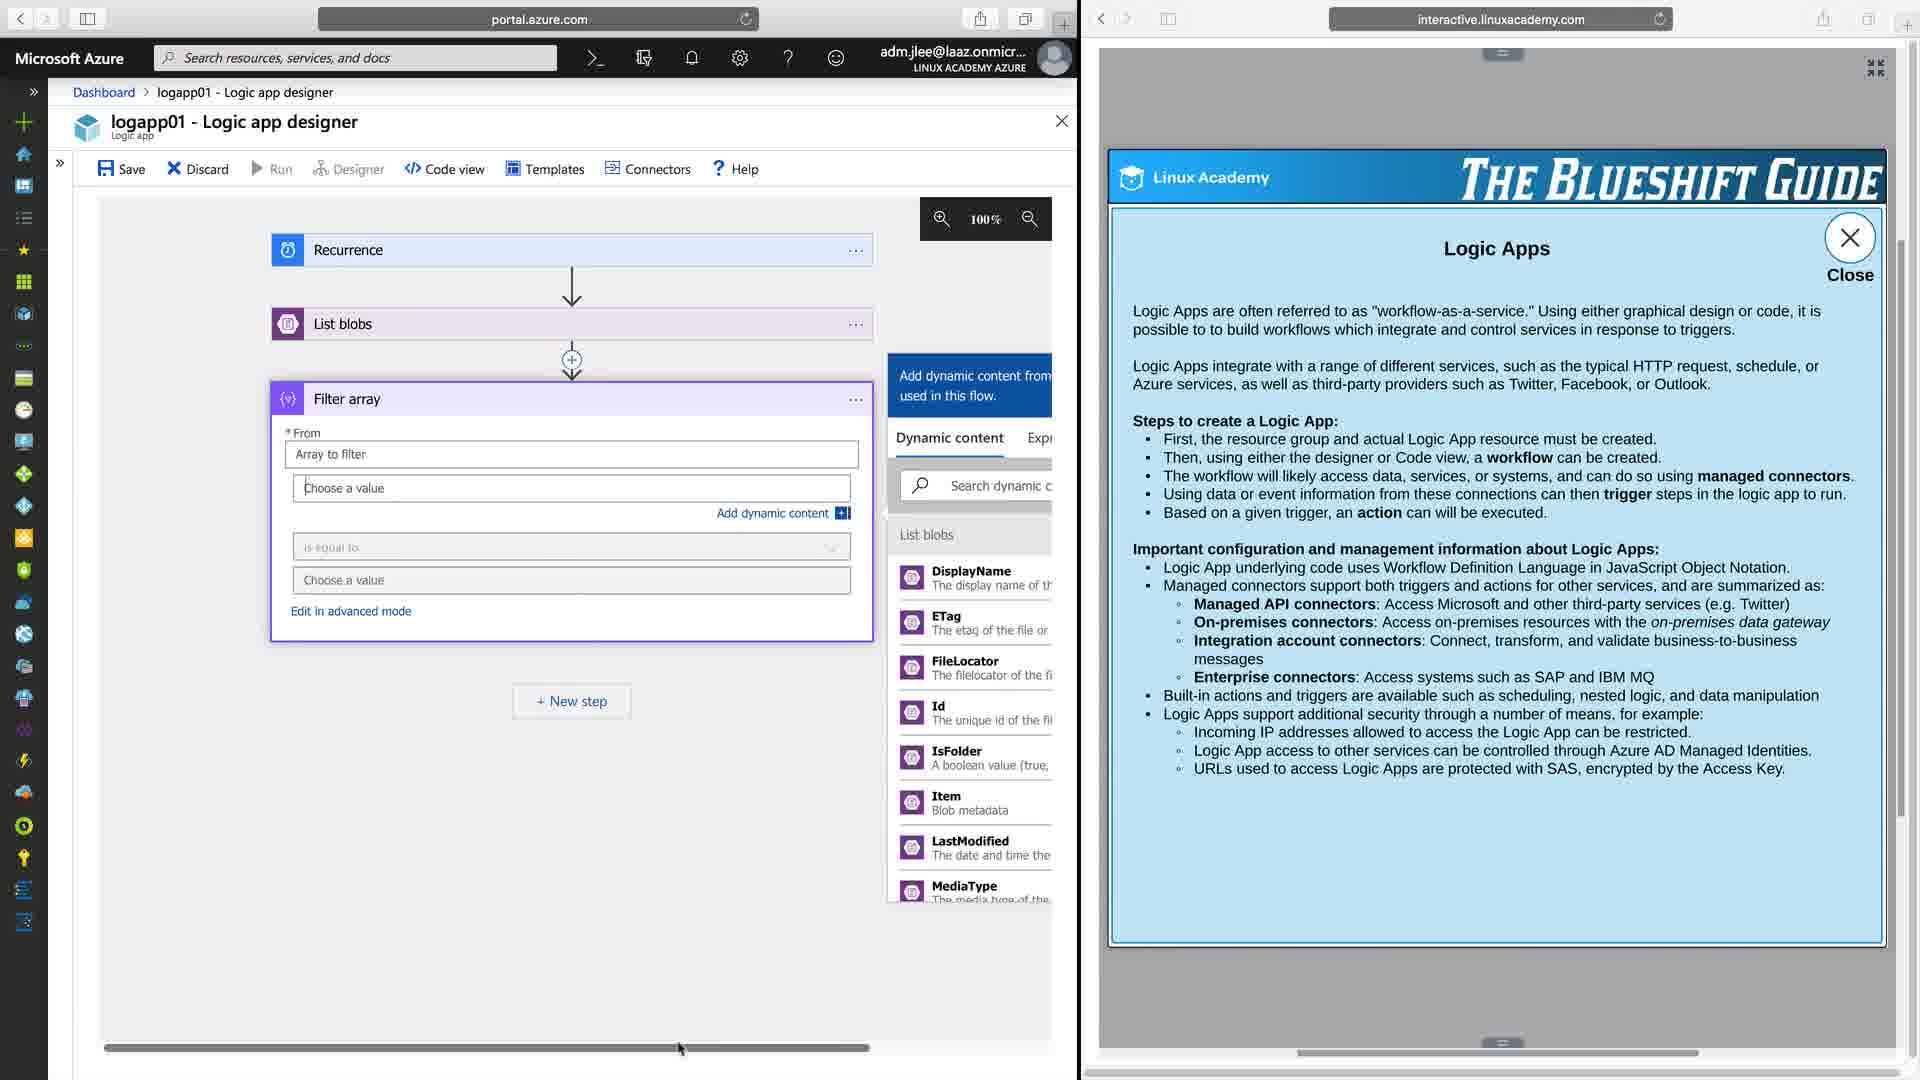 portal.azure.com
Microsoft Azure
Search resources, services, and docs
adm.jlee@laaz.onmicr...
LINUX ACADEMY AZURE
Dashboard > logapp01 - Logic app designer
logapp01 - Logic app designer
Logic app
Save
Discard
Run
Designer
Code view
Templates
Connectors
? Help
100%
Recurrence
List blobs
Filter array
* From
Array to filter
Choose a value
Add dynamic content
is equal to
Choose a value
Edit in advanced mode
+ New step
Add dynamic content from
used in this flow.
Dynamic content
Expr
Search dynamic c
List blobs
DisplayName
The display name of th
ETag
The etag of the file or
FileLocator
The filelocator of the fi
Id
The unique id of the fil
IsFolder
A boolean value (true,
Item
Blob metadata
LastModified
The date and time the
MediaType
The media type of the
interactive.linuxacademy.com
Linux Academy
THE BLUESHIFT GUIDE
Logic Apps
Close
Logic Apps are often referred to as "workflow-as-a-service." Using either graphical design or code, it is
possible to to build workflows which integrate and control services in response to triggers.
Logic Apps integrate with a range of different services, such as the typical HTTP request, schedule, or
Azure services, as well as third-party providers such as Twitter, Facebook, or Outlook.
Steps to create a Logic App:
• First, the resource group and actual Logic App resource must be created.
• Then, using either the designer or Code view, a workflow can be created.
• The workflow will likely access data, services, or systems, and can do so using managed connectors.
• Using data or event information from these connections can then trigger steps in the logic app to run.
• Based on a given trigger, an action can will be executed.
Important configuration and management information about Logic Apps:
• Logic App underlying code uses Workflow Definition Language in JavaScript Object Notation.
• Managed connectors support both triggers and actions for other services, and are summarized as:
◦ Managed API connectors: Access Microsoft and other third-party services (e.g. Twitter)
◦ On-premises connectors: Access on-premises resources with the on-premises data gateway
◦ Integration account connectors: Connect, transform, and validate business-to-business
messages
◦ Enterprise connectors: Access systems such as SAP and IBM MQ
• Built-in actions and triggers are available such as scheduling, nested logic, and data manipulation
• Logic Apps support additional security through a number of means, for example:
◦ Incoming IP addresses allowed to access the Logic App can be restricted.
◦ Logic App access to other services can be controlled through Azure AD Managed Identities.
◦ URLs used to access Logic Apps are protected with SAS, encrypted by the Access Key.